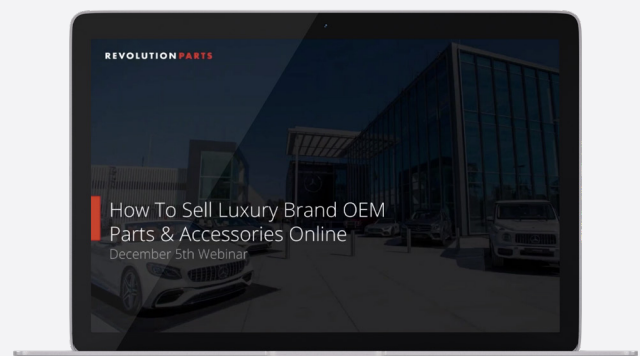 REVOLUTIONPARTS
How To Sell Luxury Brand OEM
Parts & Accessories Online
December 5th Webinar